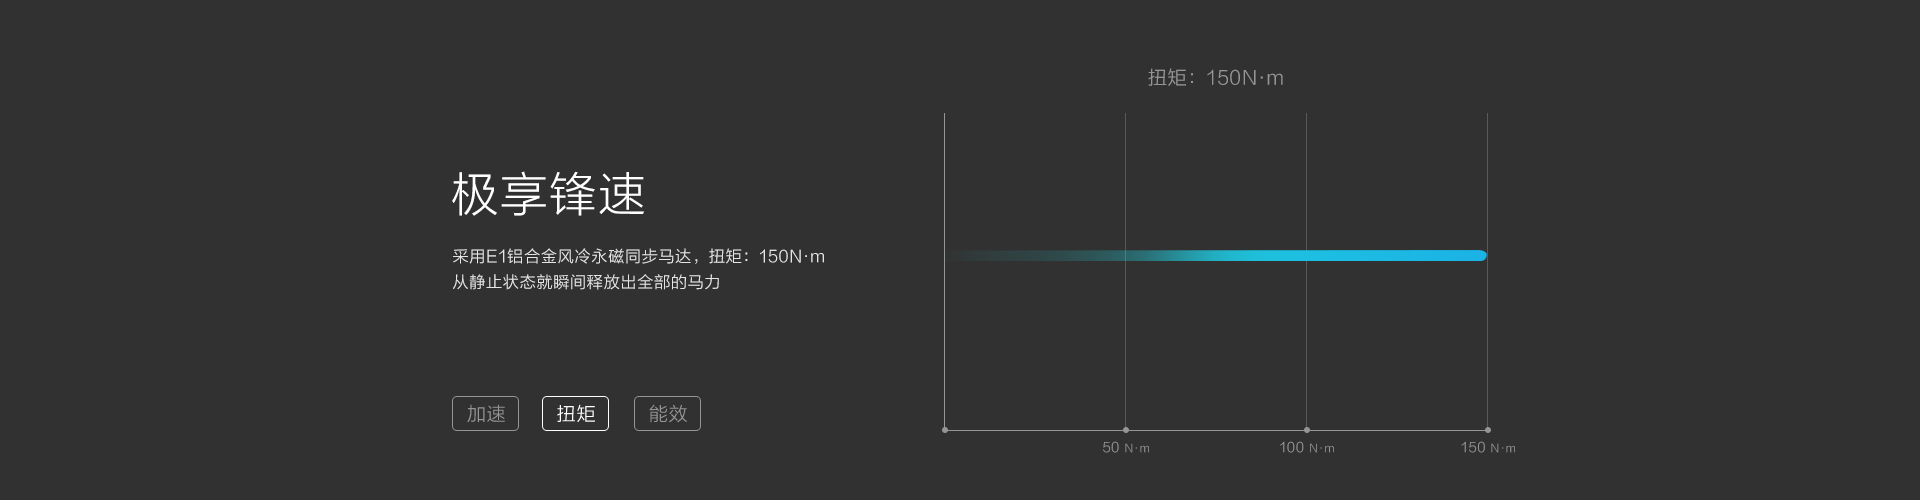 极享锋速
采用E1铝合金风冷永磁同步马达，扭矩：150N·m
从静止状态就瞬间释放出全部的马力
加速
扭矩
能效
扭矩：150N·m
50 N·m
100 N·m
150 N·m